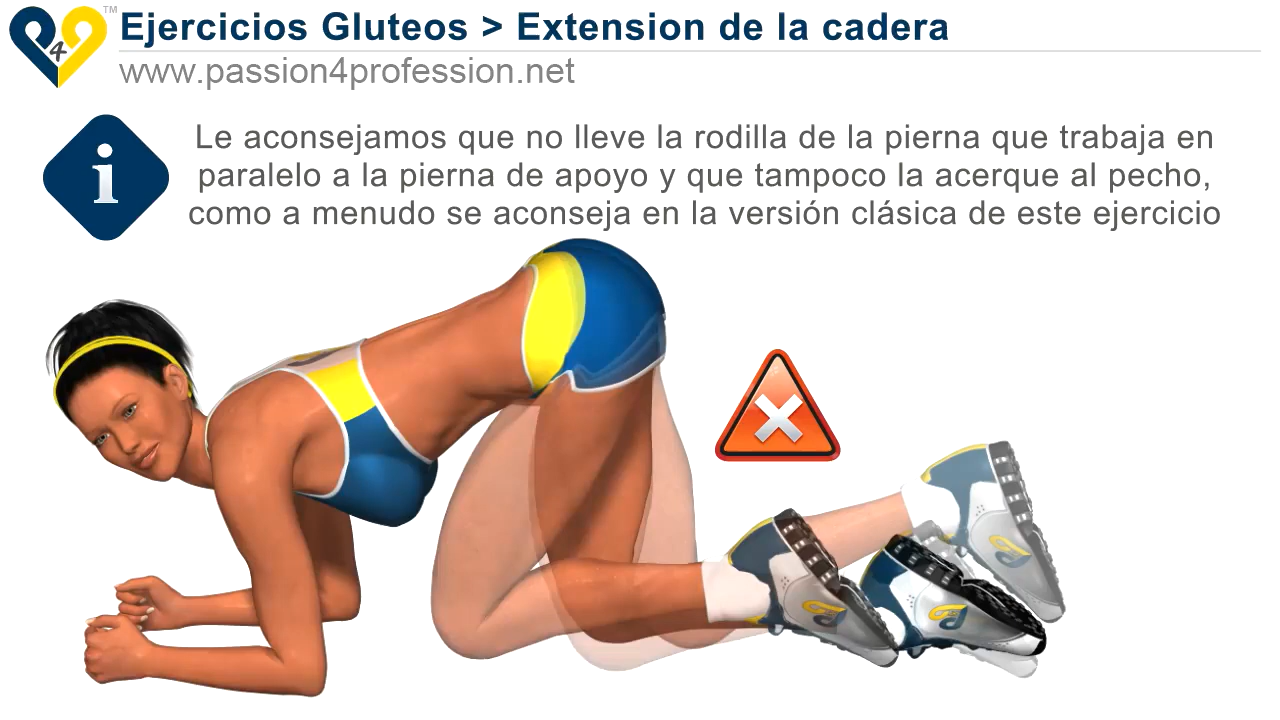 Ejercicios Gluteos > Extension de la cadera
www.passion4profession.net
Le aconsejamos que no lleve la rodilla de la pierna que trabaja en
paralelo a la pierna de apoyo y que tampoco la acerque al pecho,
como a menudo se aconseja en la versión clásica de este ejercicio
4
TM
i